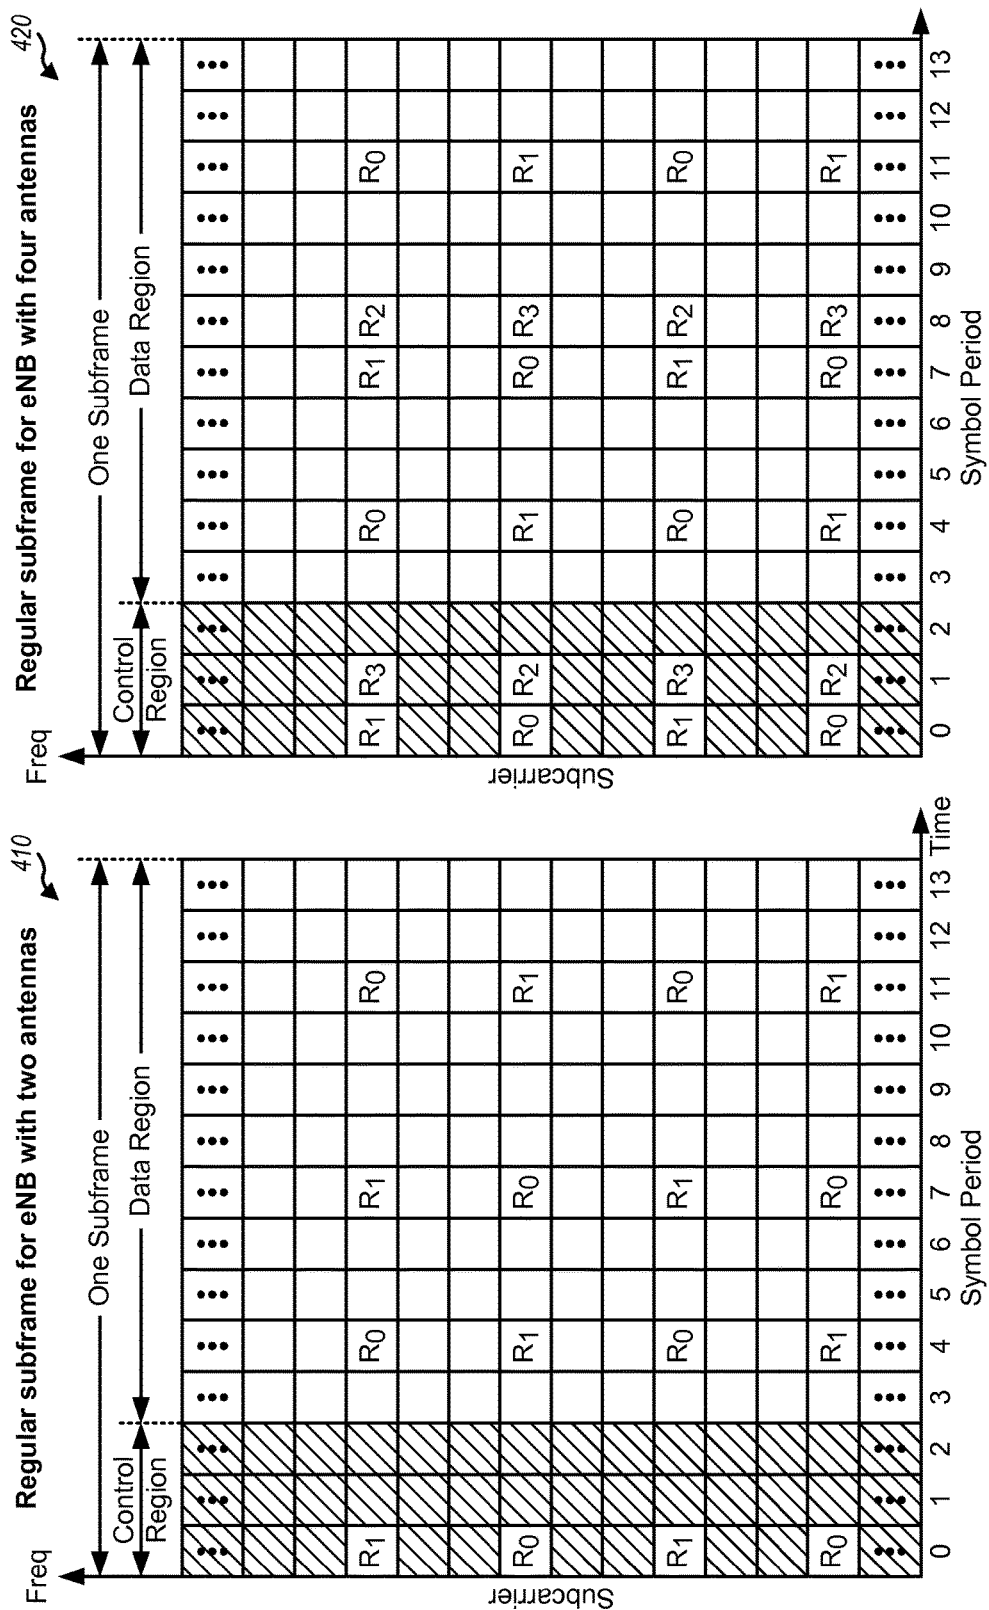 Regular subframe for eNB with two antennas
410
Freq
One Subframe
Control
Region
Data Region
Subcarrier
R1 R0 R1 R0
R0 R1 R0 R1
R1 R0 R1 R0
R0 R1 R0 R1
0 1 2 3 4 5 6 7 8 9 10 11 12 13
Time
Symbol Period
Regular subframe for eNB with four antennas
420
Freq
One Subframe
Control
Region
Data Region
Subcarrier
R1 R3 R0 R1 R2 R0
R0 R2 R1 R0 R3 R1
R1 R3 R0 R1 R2 R0
R0 R2 R1 R0 R3 R1
0 1 2 3 4 5 6 7 8 9 10 11 12 13
Symbol Period